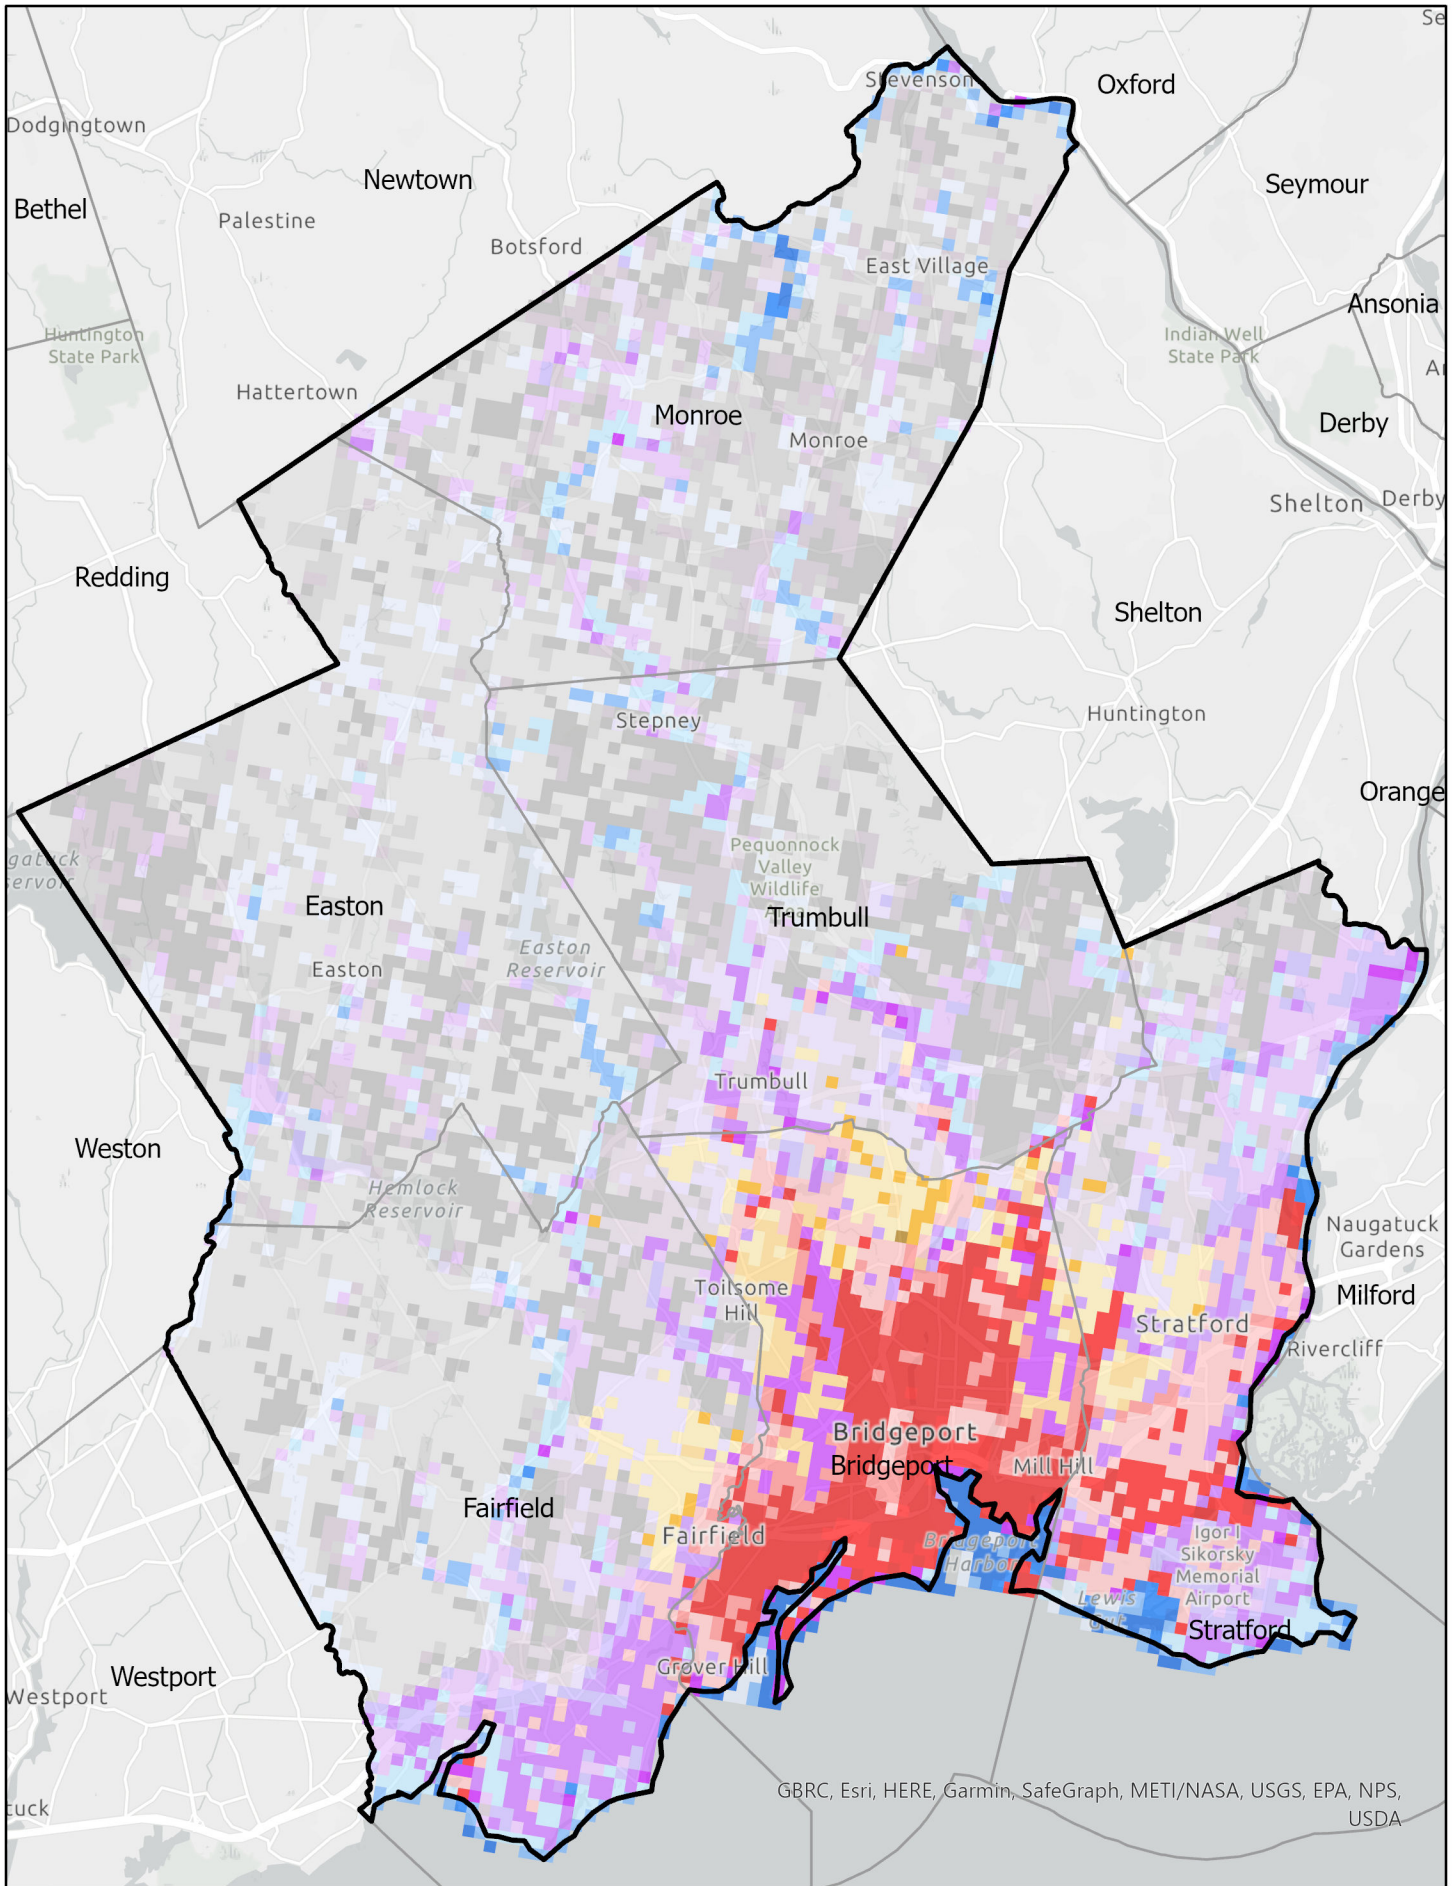 Se
Stevenson
Oxford
Dodgingtown
Newtown
Seymour
Bethel
Palestine
Botsford
East Village
Ansonia
Huntington
State Park
Indian Well
State Park
Hattertown
Monroe
Derby
Monroe
Shelton
Derby
Redding
Shelton
Stepney
Huntington
Orange
Pequonnock
Valley
Wildlife
gatuck
servoir
Easton
Trumbull
Easton
Reservoir
Easton
Trumbull
Weston
Hemlock
Reservoir
Naugatuck
Gardens
Toilsome
Hill
Milford
Stratford
Rivercliff
Bridgeport
Bridgeport
Mill Hill
Fairfield
Fairfield
Bridgeport
Harbor
Igor I
Sikorsky
Memorial
Airport
Lewis
Gut
Stratford
Grover Hill
Westport
Westport
GBRC, Esri, HERE, Garmin, SafeGraph, METI/NASA, USGS, EPA, NPS,
USDA
tuck